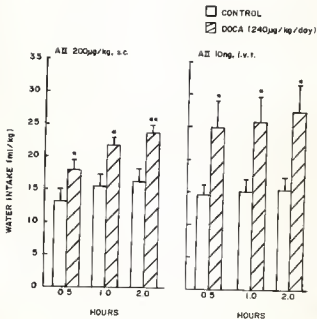 CONTROL
DOCA (240µg/kg/day)
AII 200µg/kg, s.c.
AII 10ng, i.v.t.
WATER INTAKE (ml/kg)
35
30
25
20
15
10
5
0
*
*
**
*
*
*
0.5 1.0 2.0
0.5 1.0 2.0
HOURS
HOURS